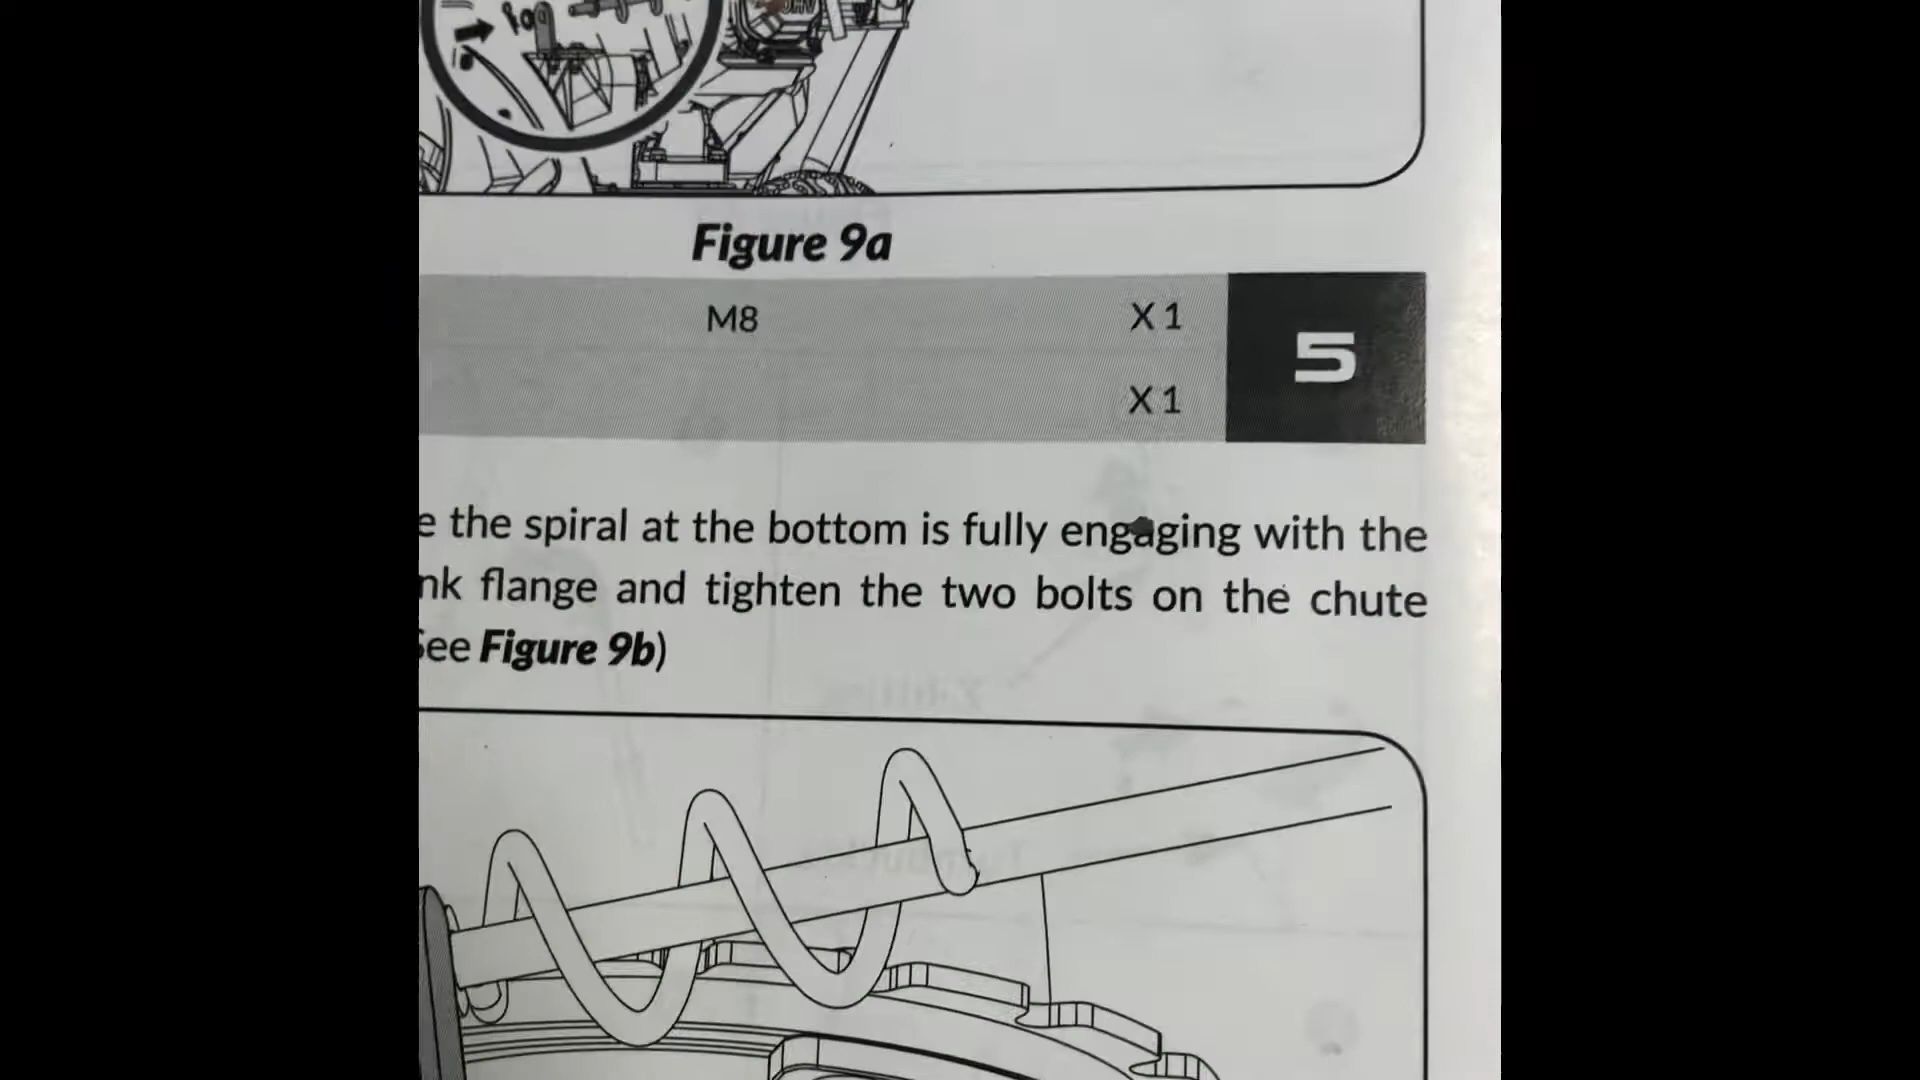 Figure 9a
M8 X 1
5
X 1
the spiral at the bottom is fully engaging with the
flange and tighten the two bolts on the chute
See Figure 9b)